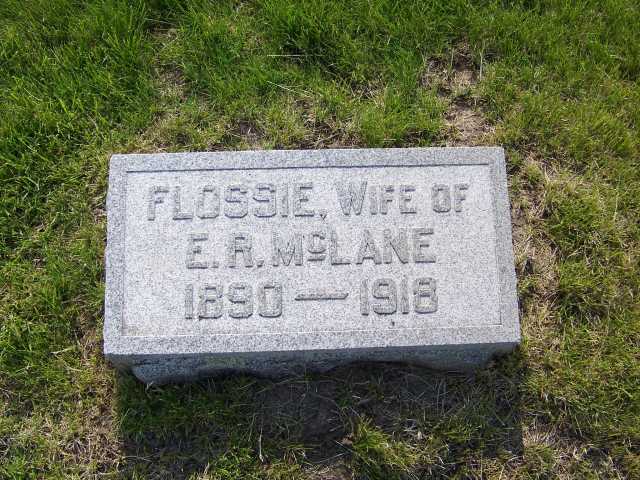 FLOSSIE, WIFE OF
E. R. McLANE
1890 — 1918